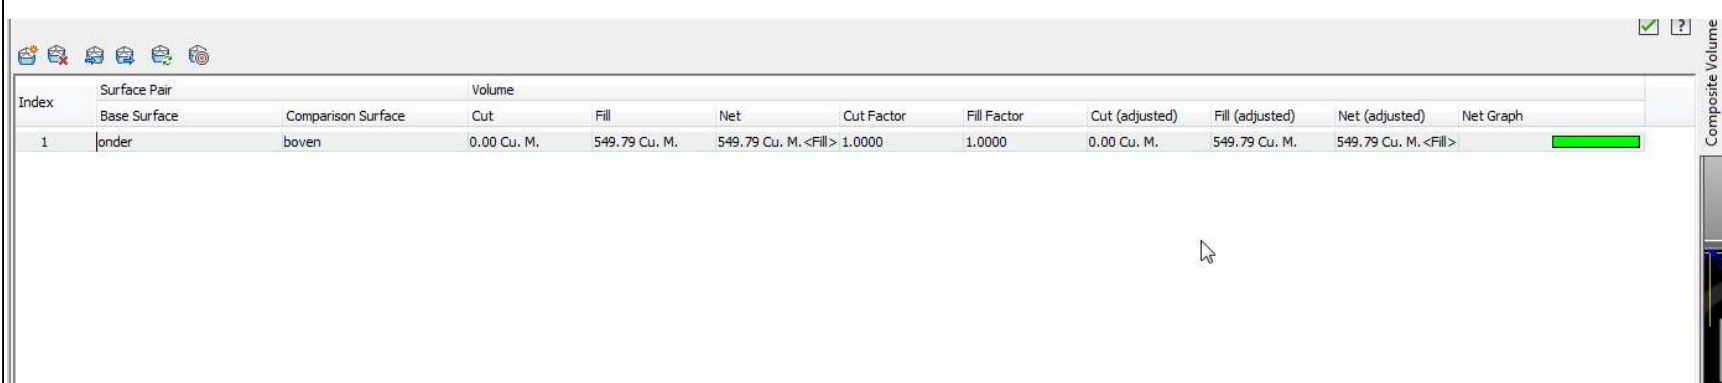 Surface Pair Volume
Index
Base Surface Comparison Surface Cut Fill Net Cut Factor Fill Factor Cut (adjusted) Fill (adjusted) Net (adjusted) Net Graph
1 onder boven 0.00 Cu. M. 549.79 Cu. M. 549.79 Cu. M.<Fill> 1.0000 1.0000 0.00 Cu. M. 549.79 Cu. M. 549.79 Cu. M.<Fill>
Composite Volume